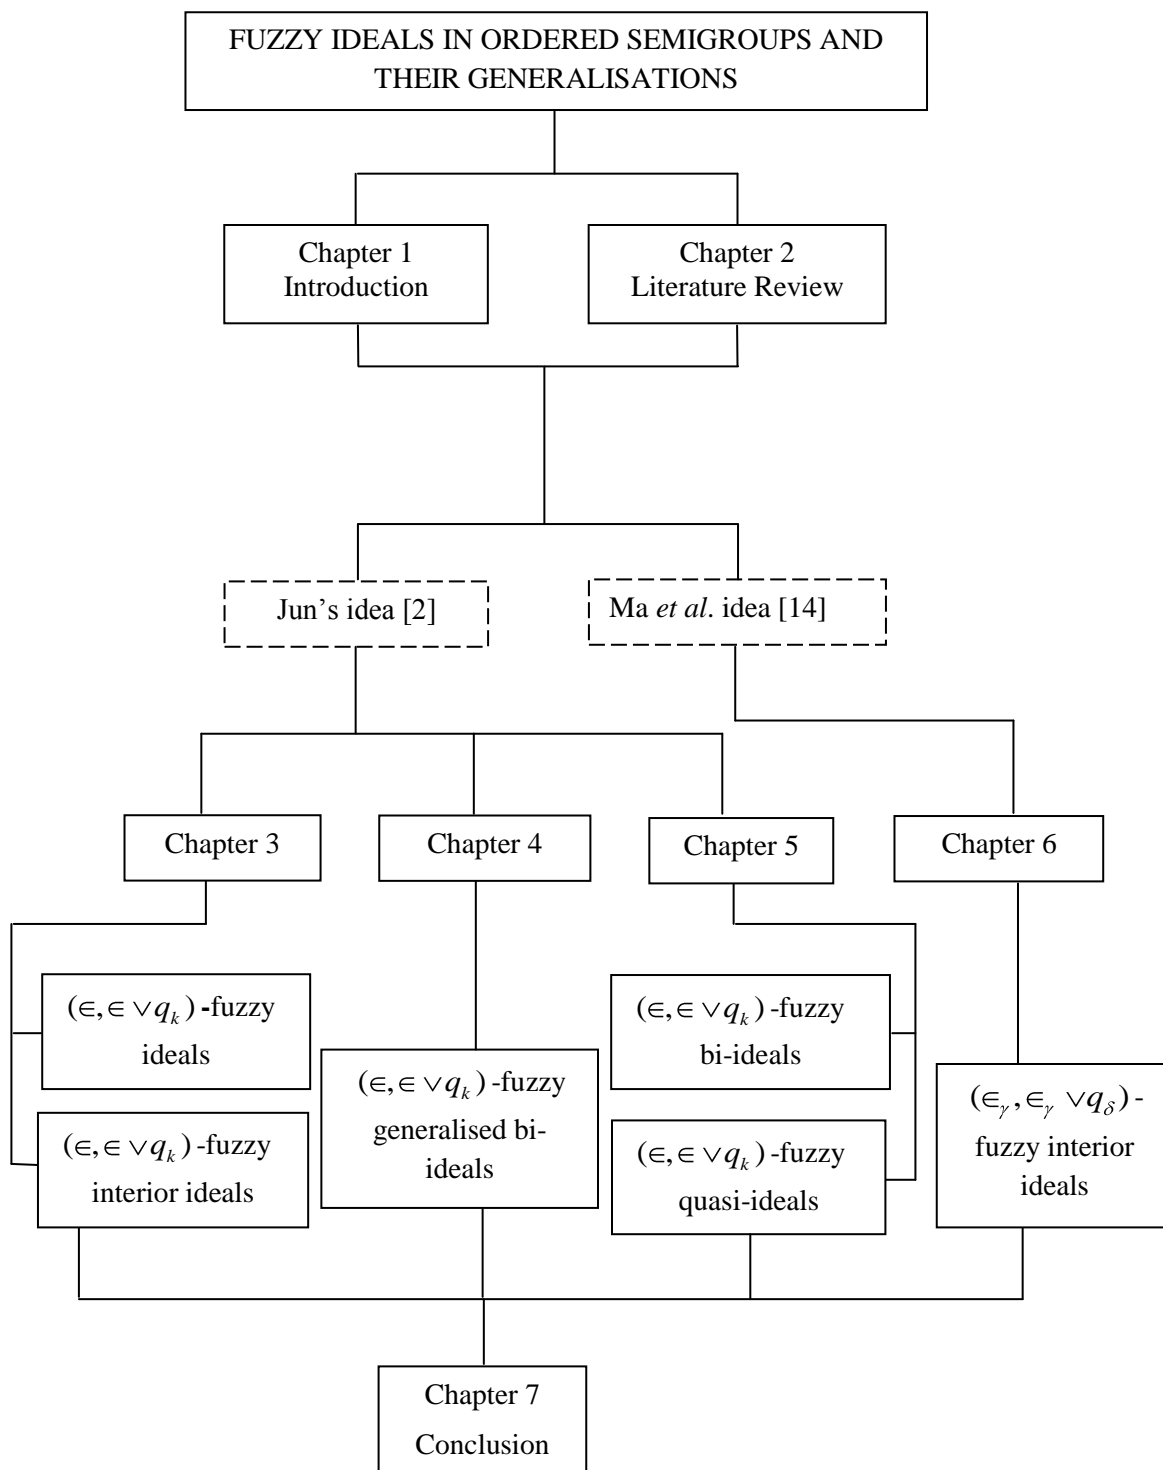 FUZZY IDEALS IN ORDERED SEMIGROUPS AND
THEIR GENERALISATIONS
Chapter 1
Introduction
Chapter 2
Literature Review
Jun’s idea [2]
Ma et al. idea [14]
Chapter 3
Chapter 4
Chapter 5
Chapter 6
(∈,∈ ∨q_k) -fuzzy
ideals
(∈,∈ ∨q_k) -fuzzy
interior ideals
(∈,∈ ∨q_k) -fuzzy
generalised bi-
ideals
(∈,∈ ∨q_k) -fuzzy
bi-ideals
(∈,∈ ∨q_k) -fuzzy
quasi-ideals
(∈_γ,∈_γ ∨q_δ) -
fuzzy interior
ideals
Chapter 7
Conclusion